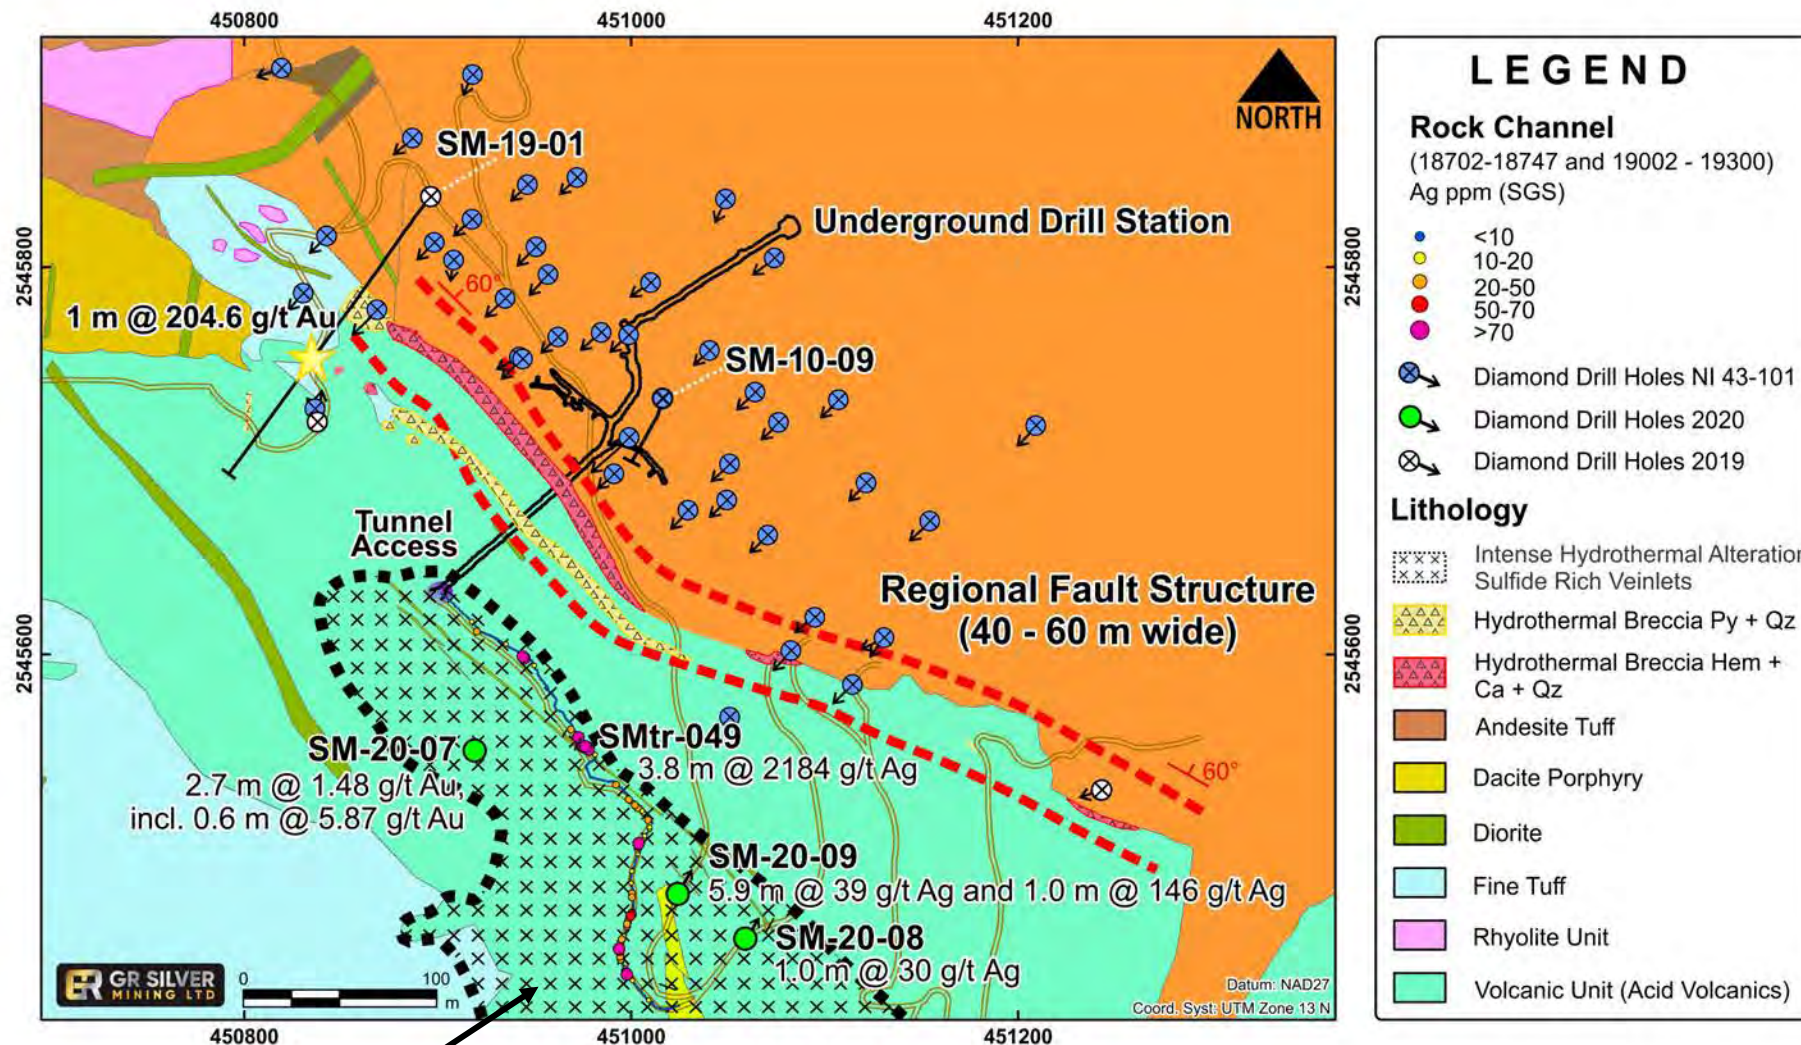 450800
451000
451200
LEGEND
Rock Channel
(18702-18747 and 19002 - 19300)
Ag ppm (SGS)
<10
10-20
20-50
50-70
>70
Diamond Drill Holes NI 43-101
Diamond Drill Holes 2020
Diamond Drill Holes 2019
Lithology
Intense Hydrothermal Alteration
Sulfide Rich Veinlets
Hydrothermal Breccia Py + Qz
Hydrothermal Breccia Hem +
Ca + Qz
Andesite Tuff
Dacite Porphyry
Diorite
Fine Tuff
Rhyolite Unit
Volcanic Unit (Acid Volcanics)
NORTH
SM-19-01
Underground Drill Station
2545800
2545800
60°
1 m @ 204.6 g/t Au
SM-10-09
Tunnel
Access
Regional Fault Structure
(40 - 60 m wide)
2545600
2545600
SM-20-07
2.7 m @ 1.48 g/t Au,
incl. 0.6 m @ 5.87 g/t Au
SMtr-049
3.8 m @ 2184 g/t Ag
60°
SM-20-09
5.9 m @ 39 g/t Ag and 1.0 m @ 146 g/t Ag
SM-20-08
1.0 m @ 30 g/t Ag
GR SILVER
MINING LTD
0
100
m
Datum: NAD27
Coord. Syst: UTM Zone 13 N
450800
451000
451200